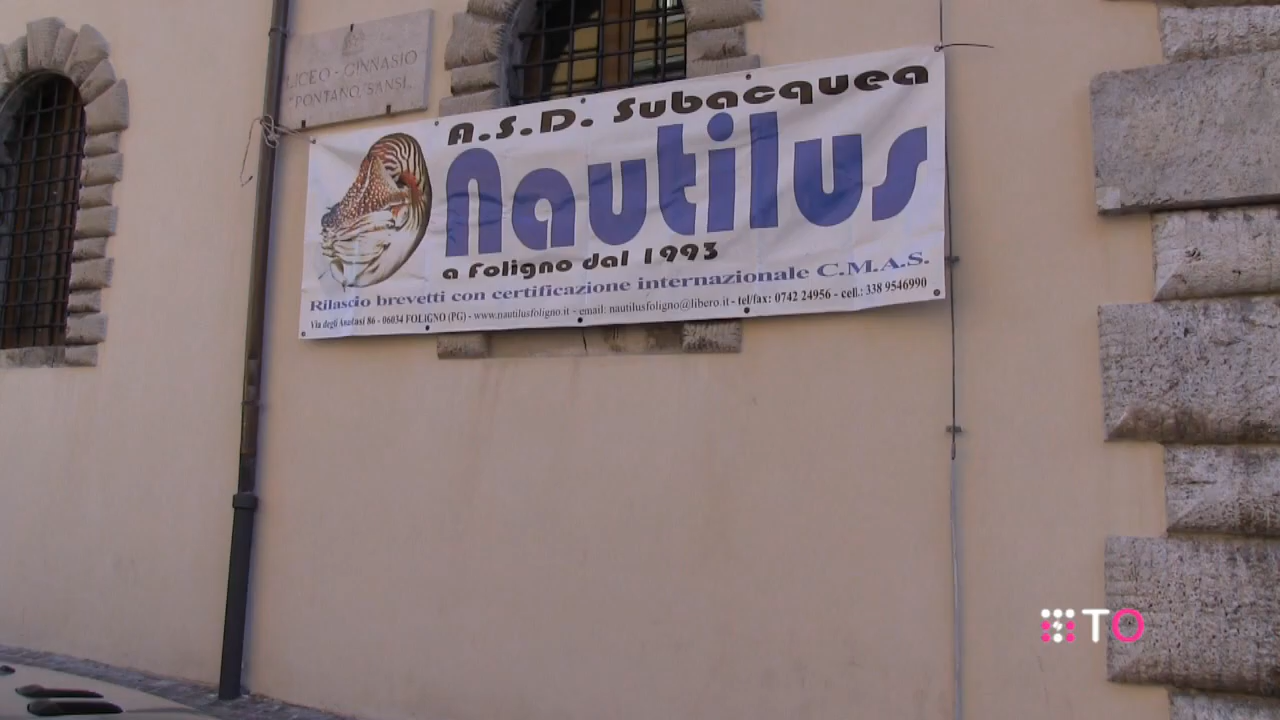 LICEO - GINNASIO
"PONTANO SANSI"
A.S.D. Subacquea
Nautilus
a Foligno dal 1993
Rilascio brevetti con certificazione internazionale C.M.A.S.
Via degli Anastasi 86 - 06034 FOLIGNO (PG) - www.nautilusfoligno.it - email: nautilusfoligno@libero.it - tel/fax: 0742 24956 - cell.: 338 9546990
TO